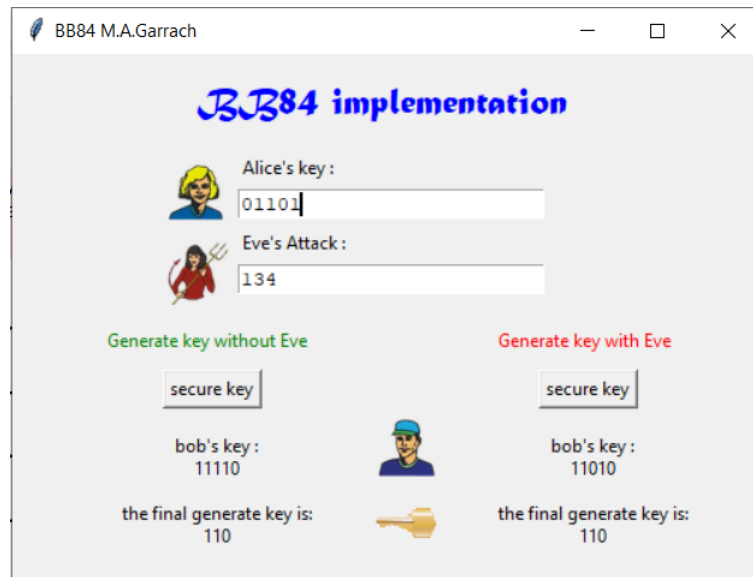 BB84 M.A.Garrach
BB84 implementation
Alice's key :
01101
Eve's Attack :
134
Generate key without Eve
Generate key with Eve
secure key
secure key
bob's key :
11110
bob's key :
11010
the final generate key is:
110
the final generate key is:
110